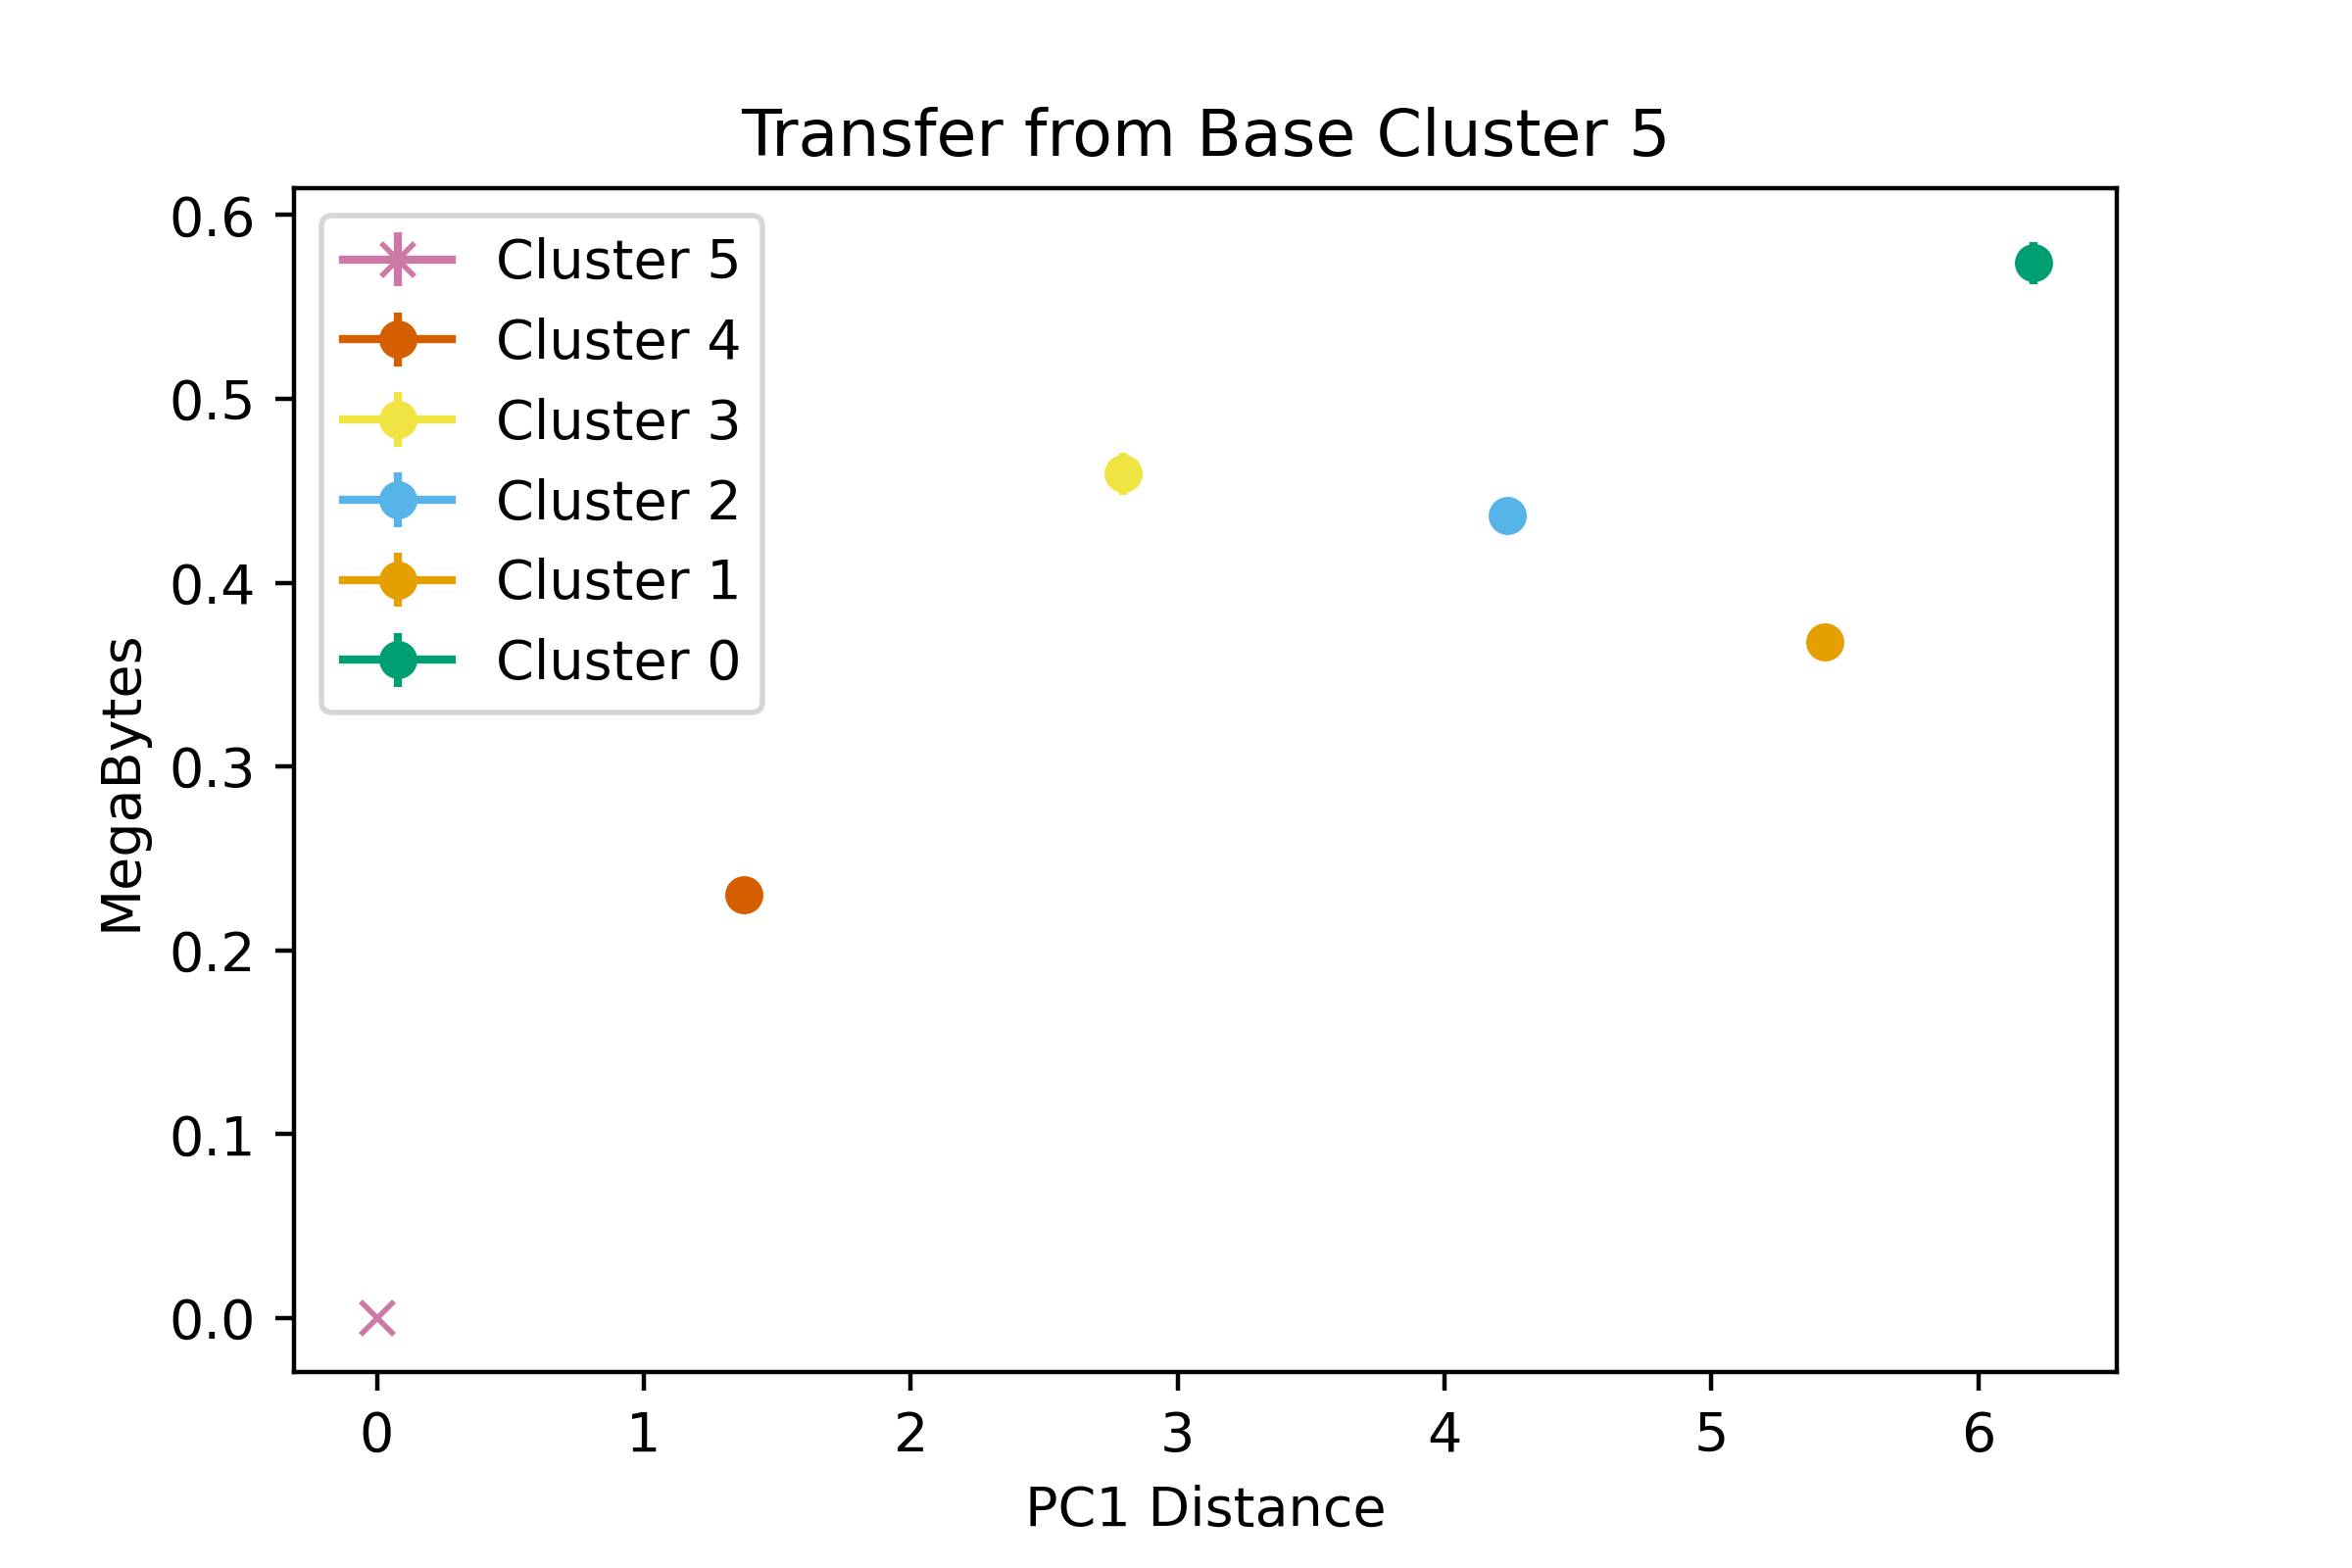 Transfer from Base Cluster 5
0.6
0.5
0.4
0.3
0.2
0.1
0.0
MegaBytes
Cluster 5
Cluster 4
Cluster 3
Cluster 2
Cluster 1
Cluster 0
0 1 2 3 4 5 6
PC1 Distance